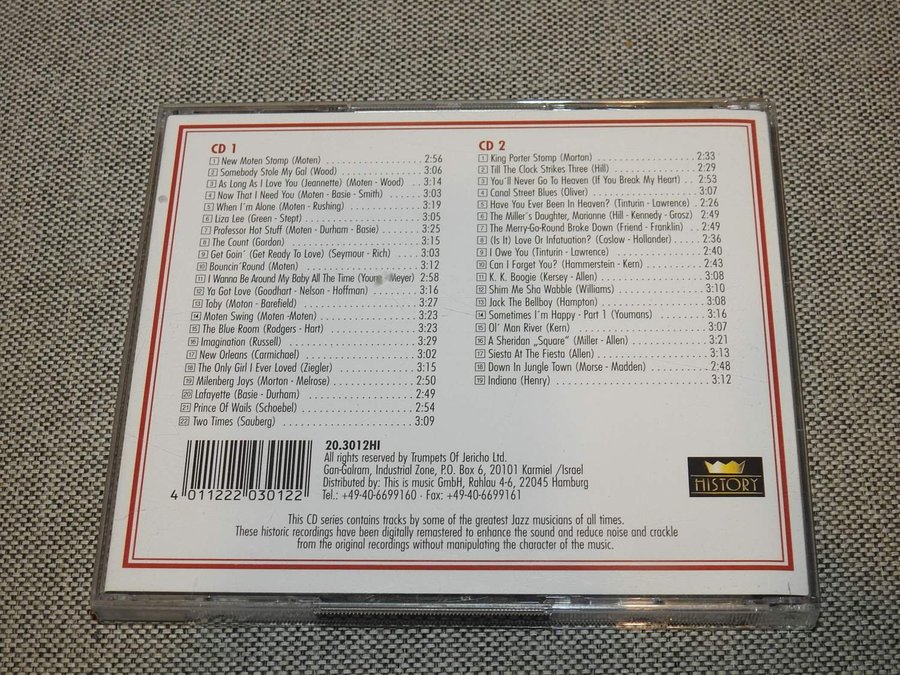 CD 1
1 New Moten Stomp (Moten) 2:56
2 Somebody Stole My Gal (Wood) 3:06
3 As Long As I Love You (Jeannette) (Moten - Wood) 3:14
4 Now That I Need You (Moten - Basie - Smith) 3:03
5 When I'm Alone (Moten - Rushing) 3:19
6 Liza Lee (Green - Stept) 3:05
7 Professor Hot Stuff (Moten - Durham - Basie) 3:25
8 The Count (Gordon) 3:15
9 Get Goin´ (Get Ready To Love) (Seymour - Rich) 3:03
10 Bouncin´Round (Moten) 3:12
11 I Wanna Be Around My Baby All The Time (Young - Meyer) 2:58
12 Ya Got Love (Goodhart - Nelson - Hoffman) 3:16
13 Toby (Moton - Barefield) 3:27
14 Moten Swing (Moten -Moten) 3:23
15 The Blue Room (Rodgers - Hart) 3:23
16 Imagination (Russell) 3:29
17 New Orleans (Carmichael) 3:02
18 The Only Girl I Ever Loved (Ziegler) 3:15
19 Milenberg Joys (Morton - Melrose) 2:50
20 Lafayette (Basie - Durham) 2:49
21 Prince Of Wails (Schoebel) 2:54
22 Two Times (Sauberg) 3:09
CD 2
1 King Porter Stomp (Morton) 2:33
2 Till The Clock Strikes Three (Hill) 2:29
3 You´ll Never Go To Heaven (If You Break My Heart) 2:53
4 Canal Street Blues (Oliver) 3:07
5 Have You Ever Been In Heaven? (Tinturin - Lawrence) 2:26
6 The Miller´s Daughter, Marianne (Hill - Kennedy - Grosz) 2:49
7 The Merry-Go-Round Broke Down (Friend - Franklin) 2:49
8 (Is It) Love Or Infatuation? (Coslow - Hollander) 2:36
9 I Owe You (Tinturin - Lawrence) 2:40
10 Can I Forget You? (Hammerstein - Kern) 2:43
11 K. K. Boogie (Kersey - Allen) 3:08
12 Shim Me Sha Wabble (Williams) 3:10
13 Jack The Bellboy (Hampton) 3:08
14 Sometimes I´m Happy - Part 1 (Youmans) 3:16
15 Ol´ Man River (Kern) 3:07
16 A Sheridan „Square" (Miller - Allen) 3:21
17 Siesta At The Fiesta (Allen) 3:13
18 Down In Jungle Town (Morse - Madden) 2:48
19 Indiana (Henry) 3:12
4 011222 030122
20.3012HI
All rights reserved by Trumpets Of Jericho Ltd.
Gan-Galram, Industrial Zone, P.O. Box 6, 20101 Karmiel /Israel
Distributed by: This is music GmbH, Rahlau 4-6, 22045 Hamburg
Tel.: +49-40-6699160 · Fax: +49-40-6699161
HISTORY
This CD series contains tracks by some of the greatest Jazz musicians of all times.
These historic recordings have been digitally remastered to enhance the sound and reduce noise and crackle
from the original recordings without manipulating the character of the music.